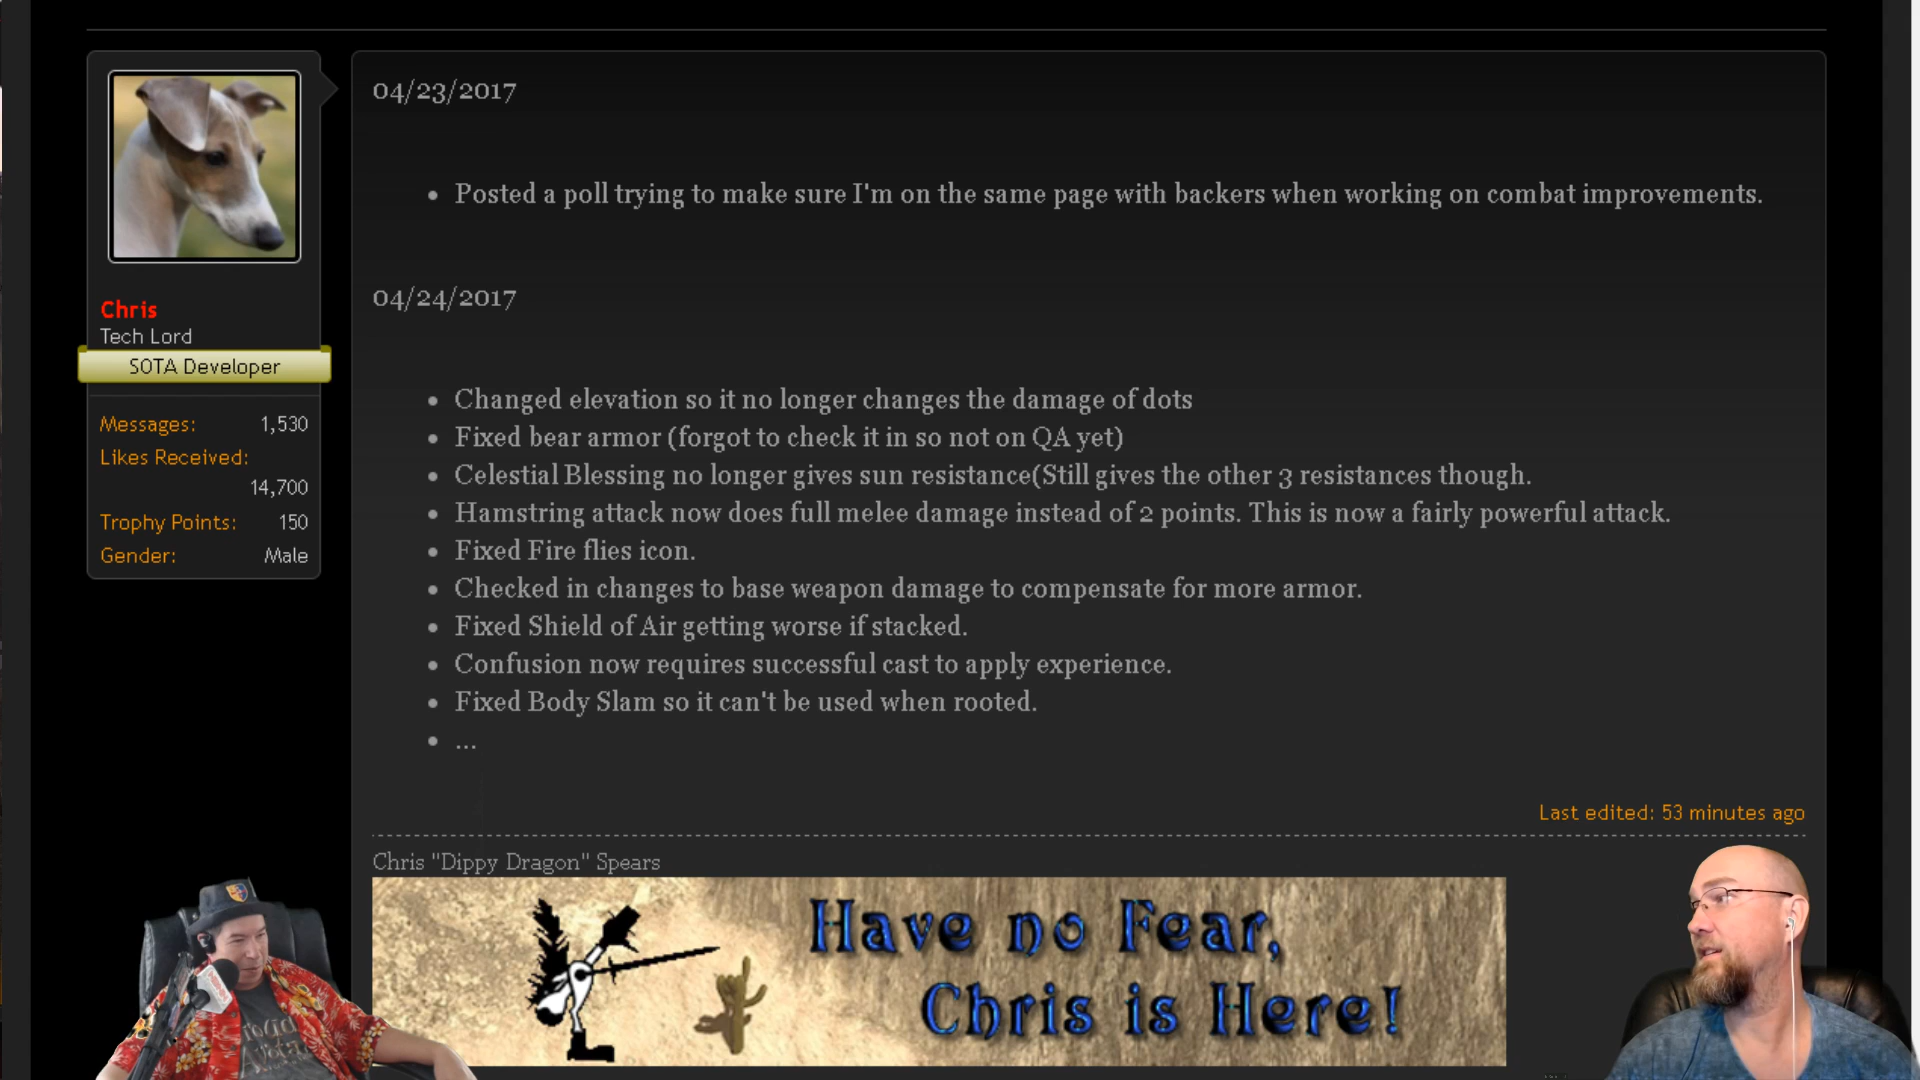 04/23/2017
• Posted a poll trying to make sure I'm on the same page with backers when working on combat improvements.
04/24/2017
Chris
Tech Lord
SOTA Developer
Messages: 1,530
Likes Received:
14,700
Trophy Points: 150
Gender: Male
• Changed elevation so it no longer changes the damage of dots
• Fixed bear armor (forgot to check it in so not on QA yet)
• Celestial Blessing no longer gives sun resistance(Still gives the other 3 resistances though.
• Hamstring attack now does full melee damage instead of 2 points. This is now a fairly powerful attack.
• Fixed Fire flies icon.
• Checked in changes to base weapon damage to compensate for more armor.
• Fixed Shield of Air getting worse if stacked.
• Confusion now requires successful cast to apply experience.
• Fixed Body Slam so it can't be used when rooted.
• ...
Last edited: 53 minutes ago
Chris "Dippy Dragon" Spears
Have no Fear,
Chris is Here!